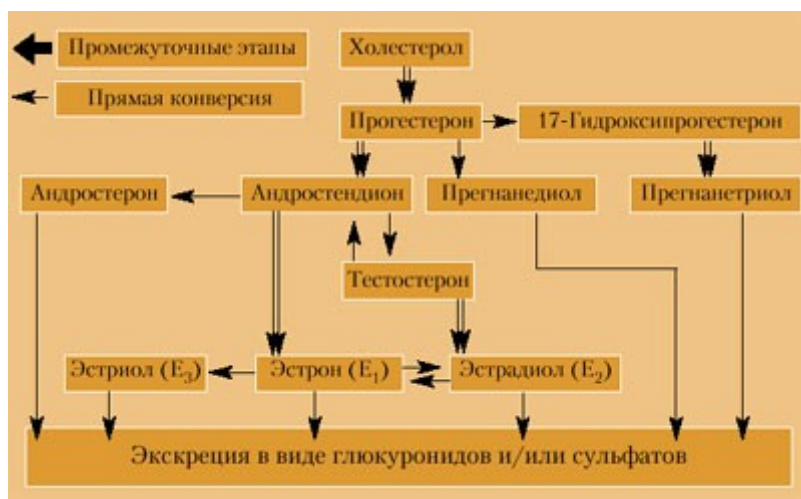 Промежуточные этапы
Холестерол
Прямая конверсия
Прогестерон
17-Гидроксипрогестерон
Андростерон
Андростендион
Прегнанедиол
Прегнанетриол
Тестостерон
Эстриол (E₃)
Эстрон (E₁)
Эстрадиол (E₂)
Экскреция в виде глюкуронидов и/или сульфатов